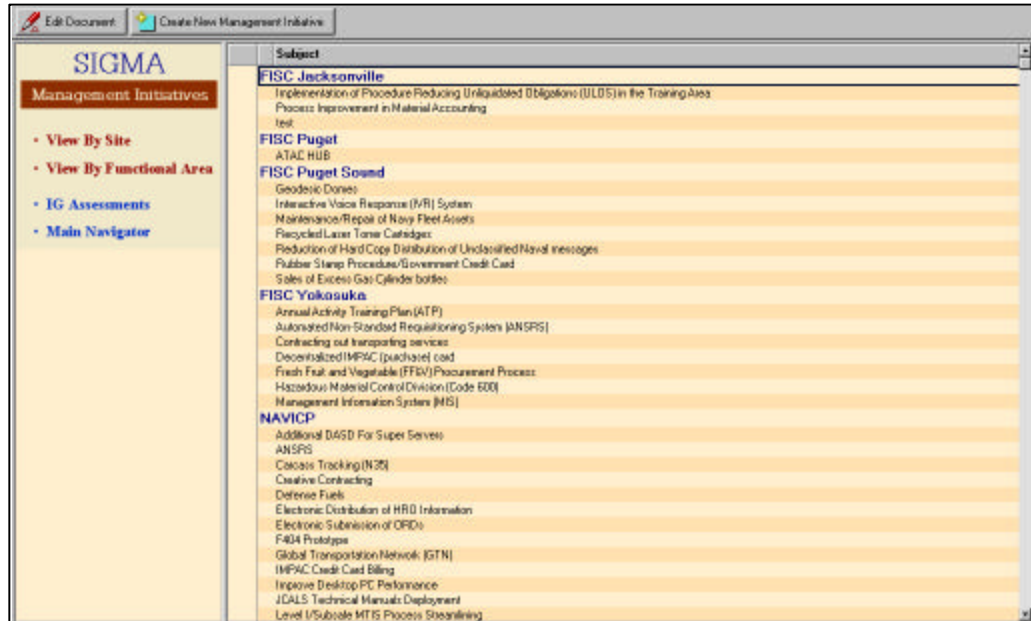 Edit Document
Create New Management Initiative
SIGMA
Management Initiatives
• View By Site
• View By Functional Area
• IG Assessments
• Main Navigator
Subject
FISC Jacksonville
Implementation of Procedure Reducing Unliquidated Obligations (ULOS) in the Training Area
Process Improvement in Material Accounting
test
FISC Puget
ATAC HUB
FISC Puget Sound
Geodesic Domes
Interactive Voice Response (IVR) System
Maintenance/Repair of Navy Fleet Assets
Recycled Laser Toner Cartridges
Reduction of Hard Copy Distribution of Unclassified Naval messages
Rubber Stamp Procedure/Government Credit Card
Sales of Excess Gas Cylinder bottles
FISC Yokosuka
Annual Activity Training Plan (ATP)
Automated Non-Standard Requisitioning System (ANSRS)
Contracting out transporting services
Decentralized IMPAC (purchase) card
Fresh Fruit and Vegetable (FF&V) Procurement Process
Hazardous Material Control Division (Code 600)
Management Information System (MIS)
NAVICP
Additional DASD For Super Servers
ANSRS
Carcass Tracking (N35)
Creative Contracting
Defense Fuels
Electronic Distribution of HRO Information
Electronic Submission of ORDs
F404 Prototype
Global Transportation Network (GTN)
IMPAC Credit Card Billing
Improve Desktop PC Performance
JCALS Technical Manuals Deployment
Level I/Subsafe MTIS Process Streamlining